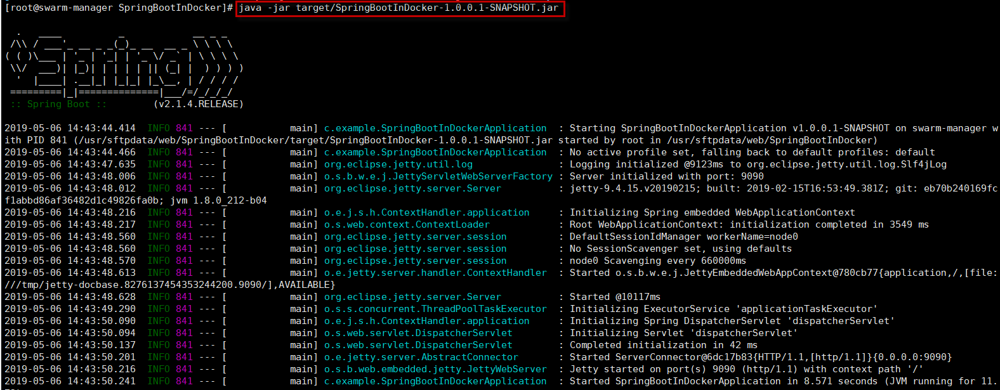 [root@swarm-manager SpringBootInDocker]# java -jar target/SpringBootInDocker-1.0.0.1-SNAPSHOT.jar
  .   ____          _            __ _ _
 /\\ / ___'_ __ _ _(_)_ __  __ _ \ \ \ \
( ( )\___ | '_ | '_| | '_ \/ _` | \ \ \ \
 \\/  ___)| |_)| | | | | || (_| |  ) ) ) )
  '  |____| .__|_| |_|_| |_\__, | / / / /
 =========|_|==============|___/=/_/_/_/
 :: Spring Boot ::        (v2.1.4.RELEASE)
2019-05-06 14:43:44.414  INFO 841 --- [           main] c.example.SpringBootInDockerApplication  : Starting SpringBootInDockerApplication v1.0.0.1-SNAPSHOT on swarm-manager w
ith PID 841 (/usr/sftpdata/web/SpringBootInDocker/target/SpringBootInDocker-1.0.0.1-SNAPSHOT.jar started by root in /usr/sftpdata/web/SpringBootInDocker)
2019-05-06 14:43:44.466  INFO 841 --- [           main] c.example.SpringBootInDockerApplication  : No active profile set, falling back to default profiles: default
2019-05-06 14:43:47.635  INFO 841 --- [           main] org.eclipse.jetty.util.log               : Logging initialized @9123ms to org.eclipse.jetty.util.log.Slf4jLog
2019-05-06 14:43:48.006  INFO 841 --- [           main] o.s.b.w.e.j.JettyServletWebServerFactory : Server initialized with port: 9090
2019-05-06 14:43:48.012  INFO 841 --- [           main] org.eclipse.jetty.server.Server          : jetty-9.4.15.v20190215; built: 2019-02-15T16:53:49.381Z; git: eb70b240169fc
f1abbd86af36482d1c49826fa0b; jvm 1.8.0_212-b04
2019-05-06 14:43:48.216  INFO 841 --- [           main] o.e.j.s.h.ContextHandler.application     : Initializing Spring embedded WebApplicationContext
2019-05-06 14:43:48.217  INFO 841 --- [           main] o.s.web.context.ContextLoader            : Root WebApplicationContext: initialization completed in 3549 ms
2019-05-06 14:43:48.560  INFO 841 --- [           main] org.eclipse.jetty.server.session         : DefaultSessionIdManager workerName=node0
2019-05-06 14:43:48.560  INFO 841 --- [           main] org.eclipse.jetty.server.session         : No SessionScavenger set, using defaults
2019-05-06 14:43:48.570  INFO 841 --- [           main] org.eclipse.jetty.server.session         : node0 Scavenging every 660000ms
2019-05-06 14:43:48.613  INFO 841 --- [           main] o.e.jetty.server.handler.ContextHandler  : Started o.s.b.w.e.j.JettyEmbeddedWebAppContext@780cb77{application,/,[file:
///tmp/jetty-docbase.8276137454353244200.9090/],AVAILABLE}
2019-05-06 14:43:48.628  INFO 841 --- [           main] org.eclipse.jetty.server.Server          : Started @10117ms
2019-05-06 14:43:49.290  INFO 841 --- [           main] o.s.s.concurrent.ThreadPoolTaskExecutor  : Initializing ExecutorService 'applicationTaskExecutor'
2019-05-06 14:43:50.090  INFO 841 --- [           main] o.e.j.s.h.ContextHandler.application     : Initializing Spring DispatcherServlet 'dispatcherServlet'
2019-05-06 14:43:50.094  INFO 841 --- [           main] o.s.web.servlet.DispatcherServlet        : Initializing Servlet 'dispatcherServlet'
2019-05-06 14:43:50.137  INFO 841 --- [           main] o.s.web.servlet.DispatcherServlet        : Completed initialization in 42 ms
2019-05-06 14:43:50.201  INFO 841 --- [           main] o.e.jetty.server.AbstractConnector       : Started ServerConnector@6dc17b83{HTTP/1.1,[http/1.1]}{0.0.0.0:9090}
2019-05-06 14:43:50.216  INFO 841 --- [           main] o.s.b.web.embedded.jetty.JettyWebServer  : Jetty started on port(s) 9090 (http/1.1) with context path '/'
2019-05-06 14:43:50.241  INFO 841 --- [           main] c.example.SpringBootInDockerApplication  : Started SpringBootInDockerApplication in 8.571 seconds (JVM running for 11.